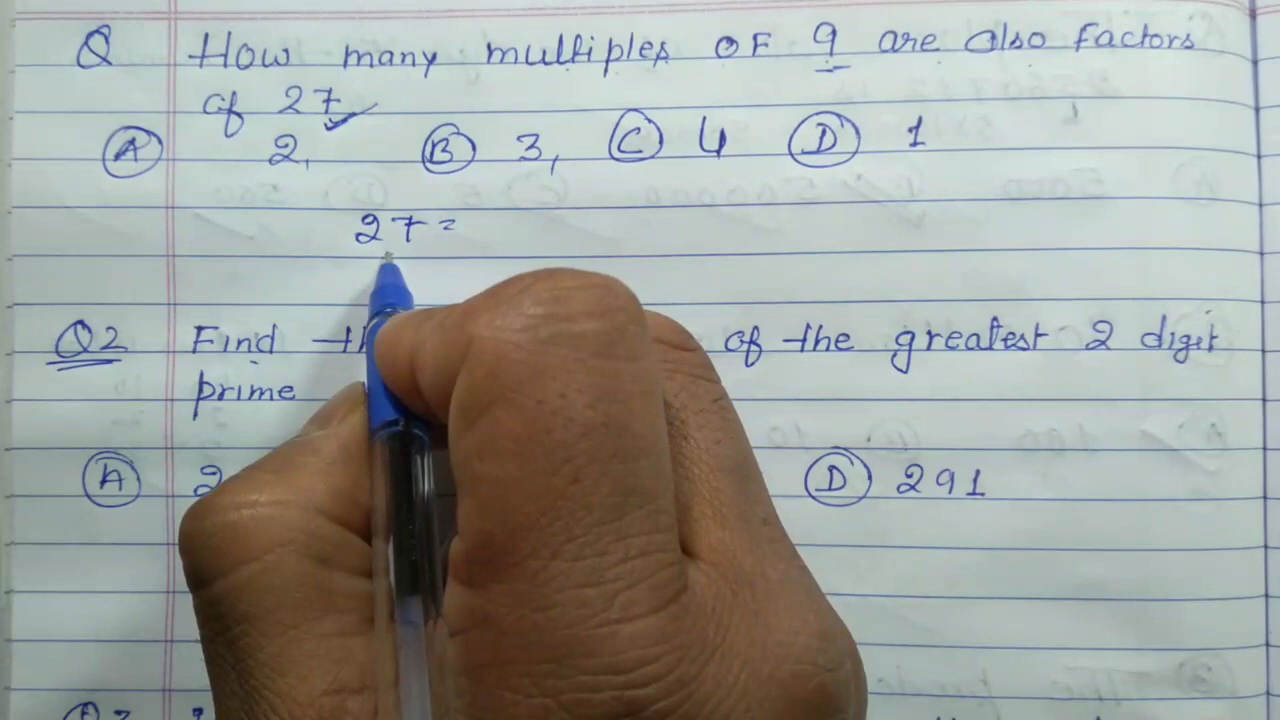 Q How many multiples OF 9 are also factors
of 27
A 2, B 3, C 4 D 1
27 =
Q2 Find of the greatest 2 digit
prime
A 2 D 291